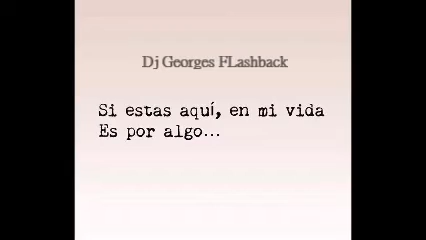 Dj Georges FLashback
Si estas aquí, en mi vida
Es por algo...